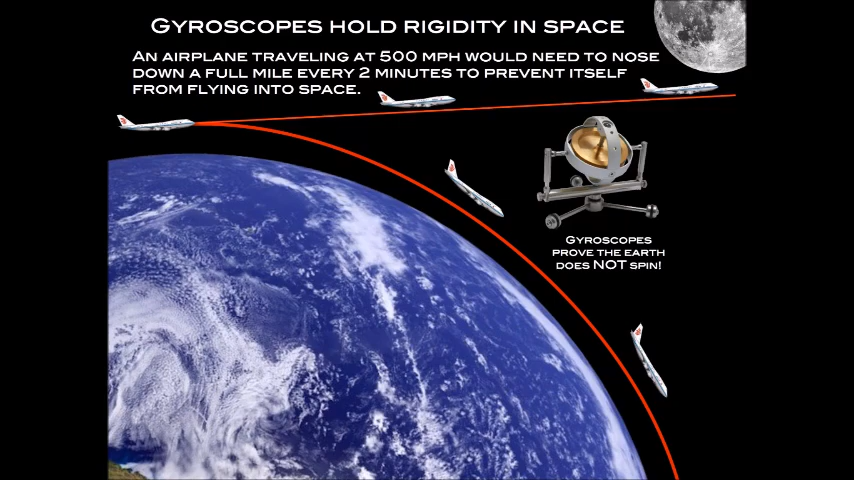 Gyroscopes hold rigidity in space
An airplane traveling at 500 mph would need to nose
down a full mile every 2 minutes to prevent itself
from flying into space.
Gyroscopes
prove the earth
does NOT spin!